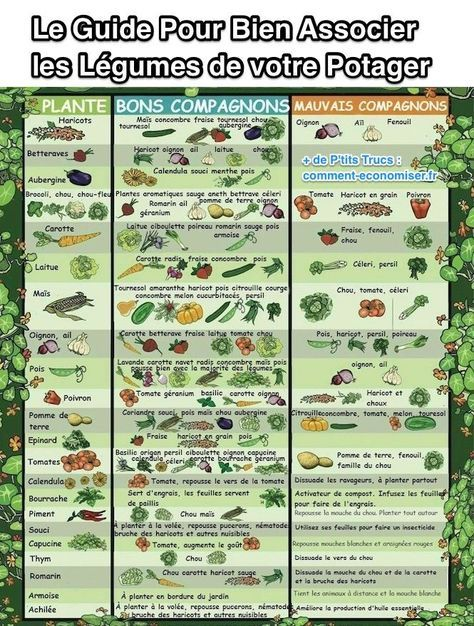 Le Guide Pour Bien Associer
les Légumes de votre Potager
PLANTE BONS COMPAGNONS MAUVAIS COMPAGNONS
Haricots
Maïs concombre fraise tournesol chou
tournesol aubergine
Oignon Ail Fenouil
Betteraves
Haricot oignon ail laitue chou
+ de P'tits Trucs :
comment-economiser.fr
Aubergine
Calendula souci menthe pois
Brocoli, chou, chou-fleur
Plantes aromatiques sauge aneth bettrave céleri
Romarin ail pomme de terre oignon
géranium
Tomate Haricot en grain Poivron
Carotte
Laitue ciboulette poireau romarin sauge pois
armoise
Fraise, fenouil,
chou
Laitue
Carotte radis fraise concombre pois
Céleri, persil
Maïs
Tournesol amaranthe haricot pois citrouille courge
concombre melon cucurbitacés, persil
Chou, tomate, céleri
Oignon, ail
Carotte betterave fraise laitue tomate chou
Pois, haricot, persil, poireau
Pois
Lavande carotte navet radis concombre maïs pois
pousse bien avec la majorité des légumes
oignon, ail
Poivron
Tomate géranium basilic carotte oignon
Haricot et
choux
Pomme de
terre
Coriandre souci, pois maïs chou aubergine
Citrouille concombre, tomate, melon, touresol
Epinard
Fraise haricot en grain pois
Tomates
Basilic origan persil ciboulette oignon capucine
calendula céleri carotte bourrache géranium
Pomme de terre, fenouil,
famille du chou
Calendula
Tomate, repousse le vers de la tomate
Dissuade les ravageurs, à planter partout
Bourrache
Sert d'engrais, les feuilles servent
de paillis
Activateur de compost. Infusez les feuilles
pour faire de l'engrais.
Piment
Chou maïs
Repousse la mouche du chou. Planter tout autour
Souci
À planter à la volée, repousse pucerons, nématode,
bruche des haricots et autres nuisibles
Utilisez ses feuilles pour faire un insecticide
Capucine
Tomate, augmente le goût
Repousse mouches blanches et araignées rouges
Thym
Chou
Dissuade le vers du chou
Romarin
Chou carotte haricot sauge
Dissuade la mouche du chou et de la carotte
et la bruche des haricots
Armoise
À planter en bordure du jardin
Tient les animaux à distance et la mouche blanche
Achilée
À planter à la volée, repousse pucerons, nématode,
bruche des haricots et autres nuisibles
Améliore la production d'huile essentielle